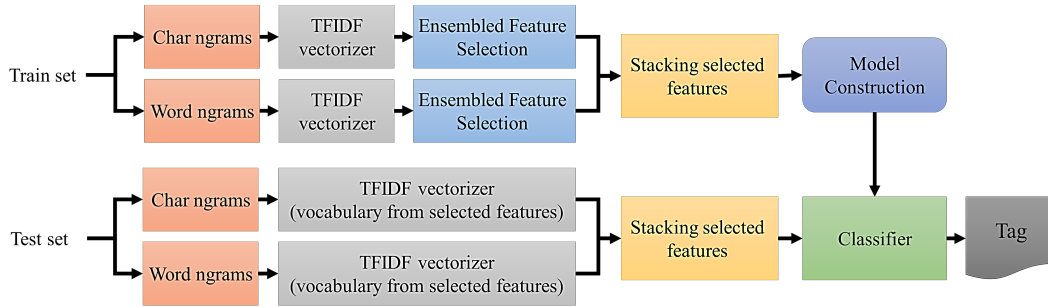 Train set
Char ngrams
TFIDF
vectorizer
Ensembled Feature
Selection
Word ngrams
TFIDF
vectorizer
Ensembled Feature
Selection
Stacking selected
features
Model
Construction
Test set
Char ngrams
TFIDF vectorizer
(vocabulary from selected features)
Word ngrams
TFIDF vectorizer
(vocabulary from selected features)
Stacking selected
features
Classifier
Tag